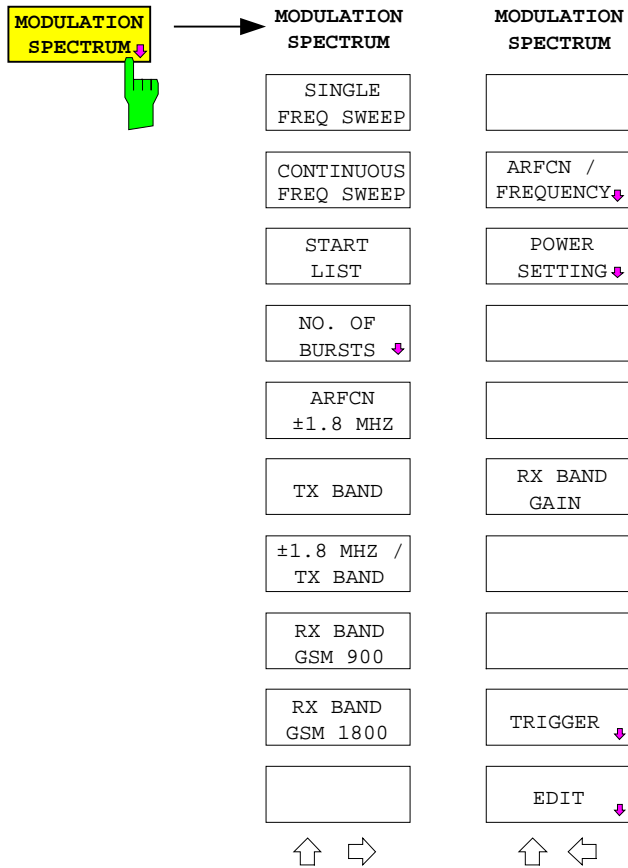 MODULATION
SPECTRUM
MODULATION
SPECTRUM
SINGLE
FREQ SWEEP
CONTINUOUS
FREQ SWEEP
START
LIST
NO. OF
BURSTS
ARFCN
±1.8 MHZ
TX BAND
±1.8 MHZ /
TX BAND
RX BAND
GSM 900
RX BAND
GSM 1800
MODULATION
SPECTRUM
ARFCN /
FREQUENCY
POWER
SETTING
RX BAND
GAIN
TRIGGER
EDIT